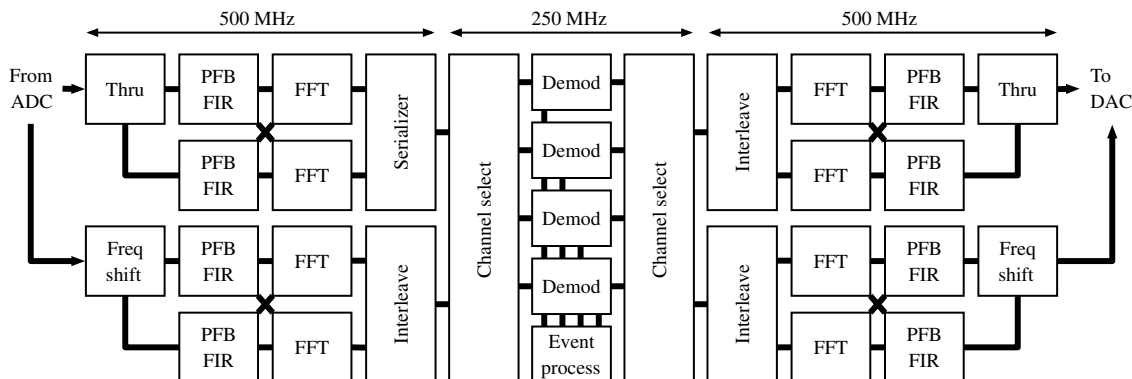 500 MHz
250 MHz
500 MHz
From
ADC
Thru
PFB
FIR
FFT
PFB
FIR
FFT
Serializer
Freq
shift
PFB
FIR
FFT
PFB
FIR
FFT
Interleave
Channel select
Demod
Demod
Demod
Demod
Event
process
Channel select
Interleave
FFT
PFB
FIR
Thru
FFT
PFB
FIR
To
DAC
Interleave
FFT
PFB
FIR
Freq
shift
FFT
PFB
FIR